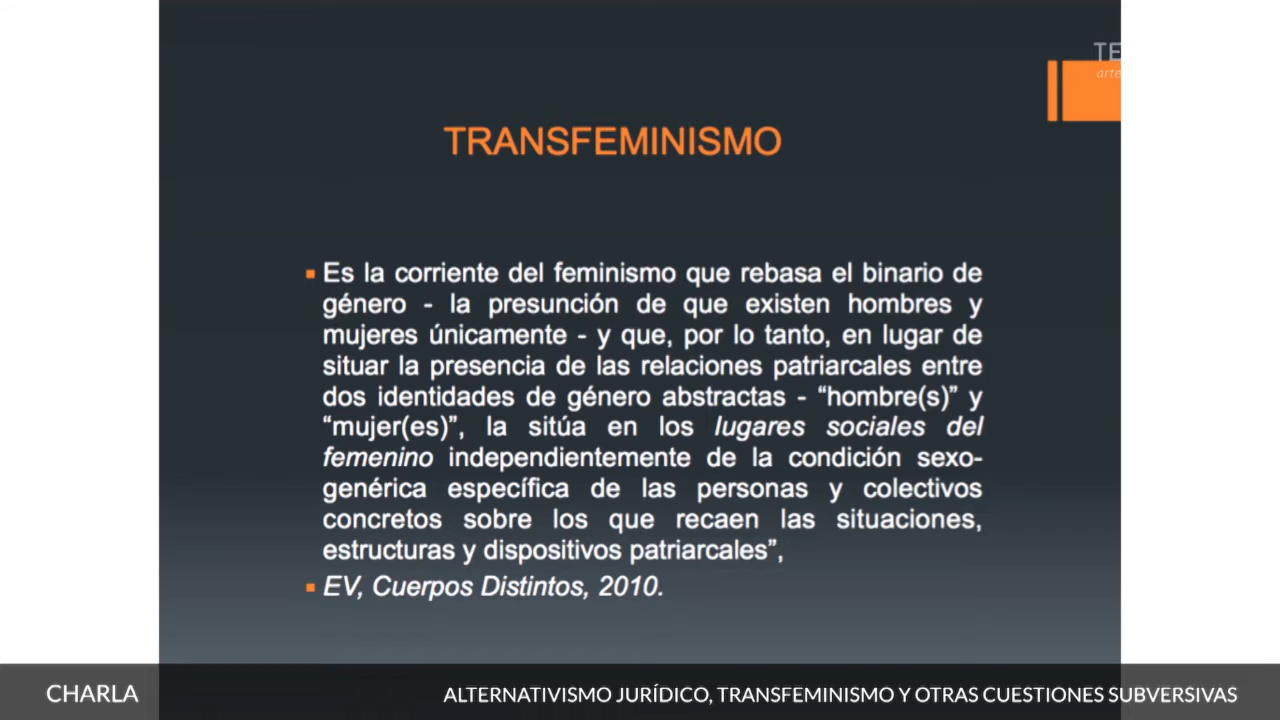 TE
arte
TRANSFEMINISMO
Es la corriente del feminismo que rebasa el binario de
género - la presunción de que existen hombres y
mujeres únicamente - y que, por lo tanto, en lugar de
situar la presencia de las relaciones patriarcales entre
dos identidades de género abstractas - “hombre(s)” y
“mujer(es)”, la sitúa en los lugares sociales del
femenino independientemente de la condición sexo-
genérica específica de las personas y colectivos
concretos sobre los que recaen las situaciones,
estructuras y dispositivos patriarcales”,
EV, Cuerpos Distintos, 2010.
CHARLA
ALTERNATIVISMO JURÍDICO, TRANSFEMINISMO Y OTRAS CUESTIONES SUBVERSIVAS